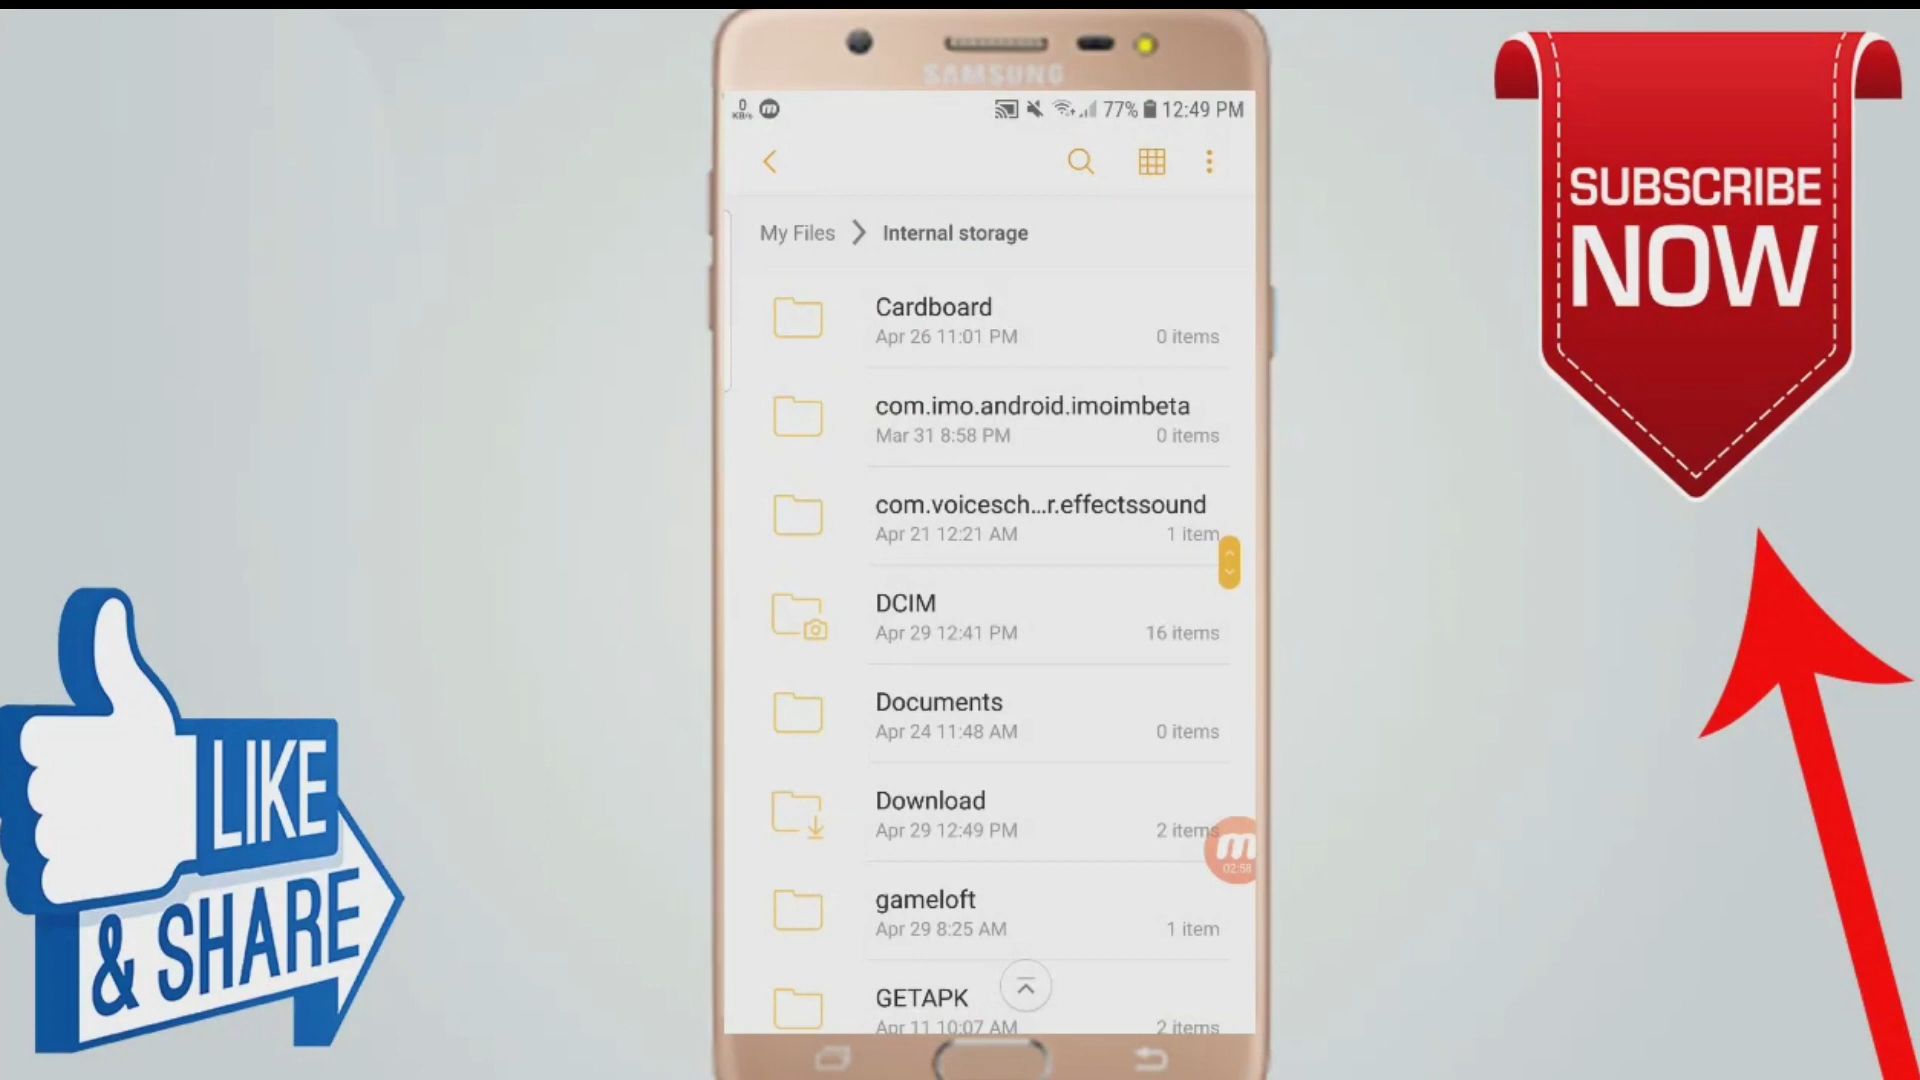 SAMSUNG
0
KB/s
77% 12:49 PM
My Files > Internal storage
Cardboard
Apr 26 11:01 PM 0 items
com.imo.android.imoimbeta
Mar 31 8:58 PM 0 items
com.voicesch...r.effectssound
Apr 21 12:21 AM 1 item
DCIM
Apr 29 12:41 PM 16 items
Documents
Apr 24 11:48 AM 0 items
Download
Apr 29 12:49 PM 2 items
m
02:58
gameloft
Apr 29 8:25 AM 1 item
GETAPK
Apr 11 10:07 AM 2 items
SUBSCRIBE
NOW
LIKE
& SHARE